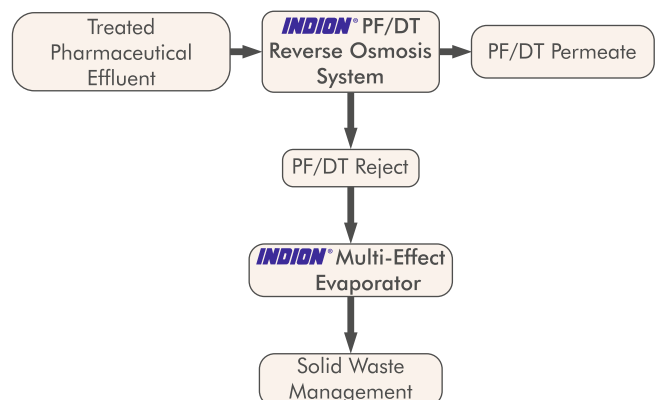 Treated
Pharmaceutical
Effluent
INDION® PF/DT
Reverse Osmosis
System
PF/DT Permeate
PF/DT Reject
INDION® Multi-Effect
Evaporator
Solid Waste
Management